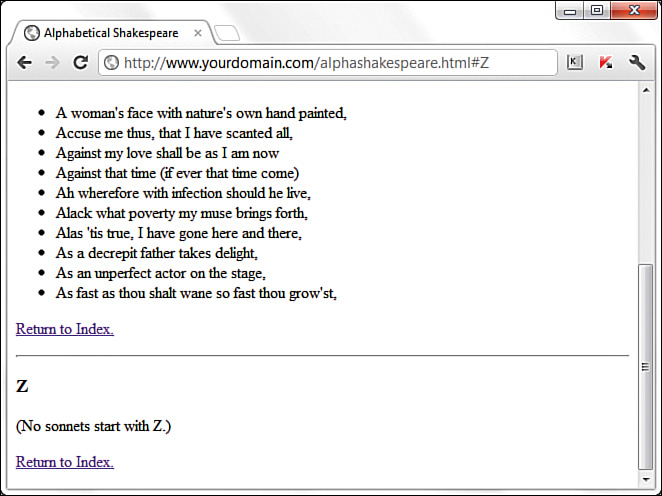 Alphabetical Shakespeare
http://www.yourdomain.com/alphashakespeare.html#Z
A woman's face with nature's own hand painted,
Accuse me thus, that I have scanted all,
Against my love shall be as I am now
Against that time (if ever that time come)
Ah wherefore with infection should he live,
Alack what poverty my muse brings forth,
Alas 'tis true, I have gone here and there,
As a decrepit father takes delight,
As an unperfect actor on the stage,
As fast as thou shalt wane so fast thou grow'st,
Return to Index.
Z
(No sonnets start with Z.)
Return to Index.